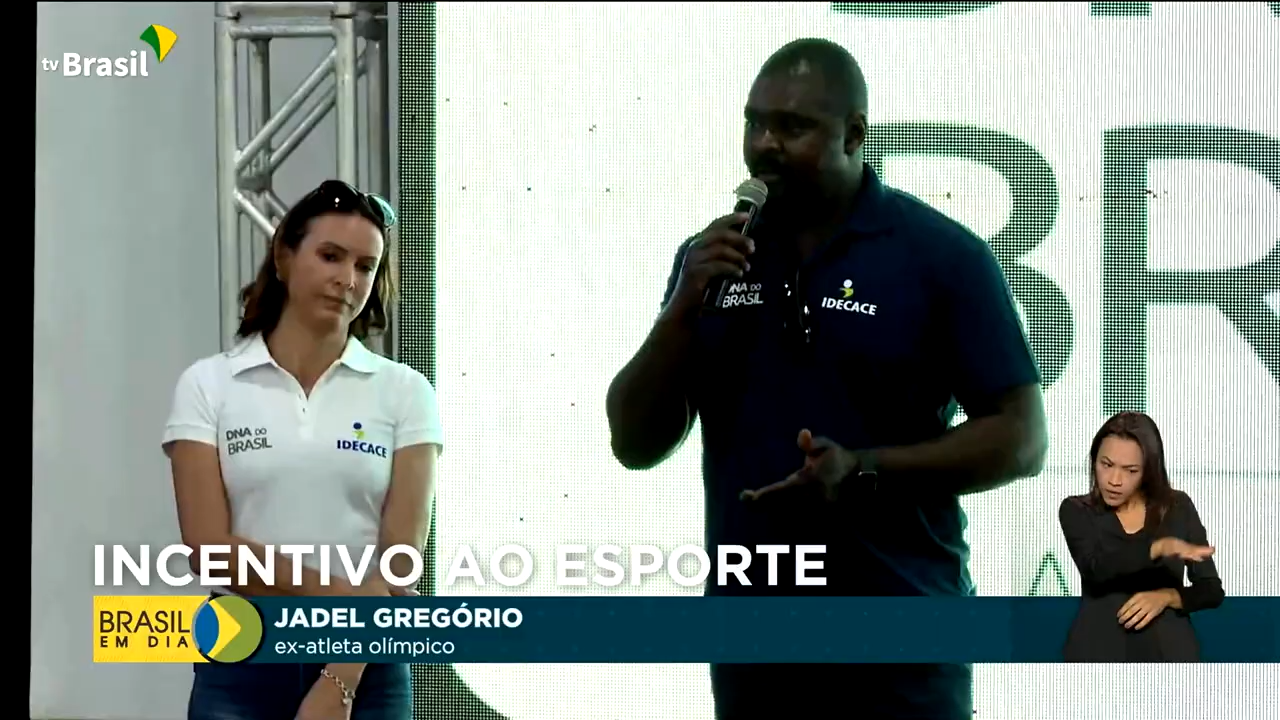 tv Brasil
BR
DNA DO
BRASIL
IDECACE
DNA DO
BRASIL
IDECACE
INCENTIVO AO ESPORTE
BRASIL
EM DIA
JADEL GREGÓRIO
ex-atleta olímpico